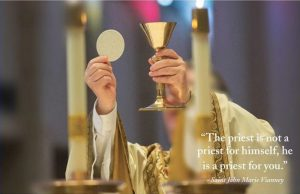 “The priest is not a
priest for himself, he
is a priest for you.”
- Saint John Marie Vianney